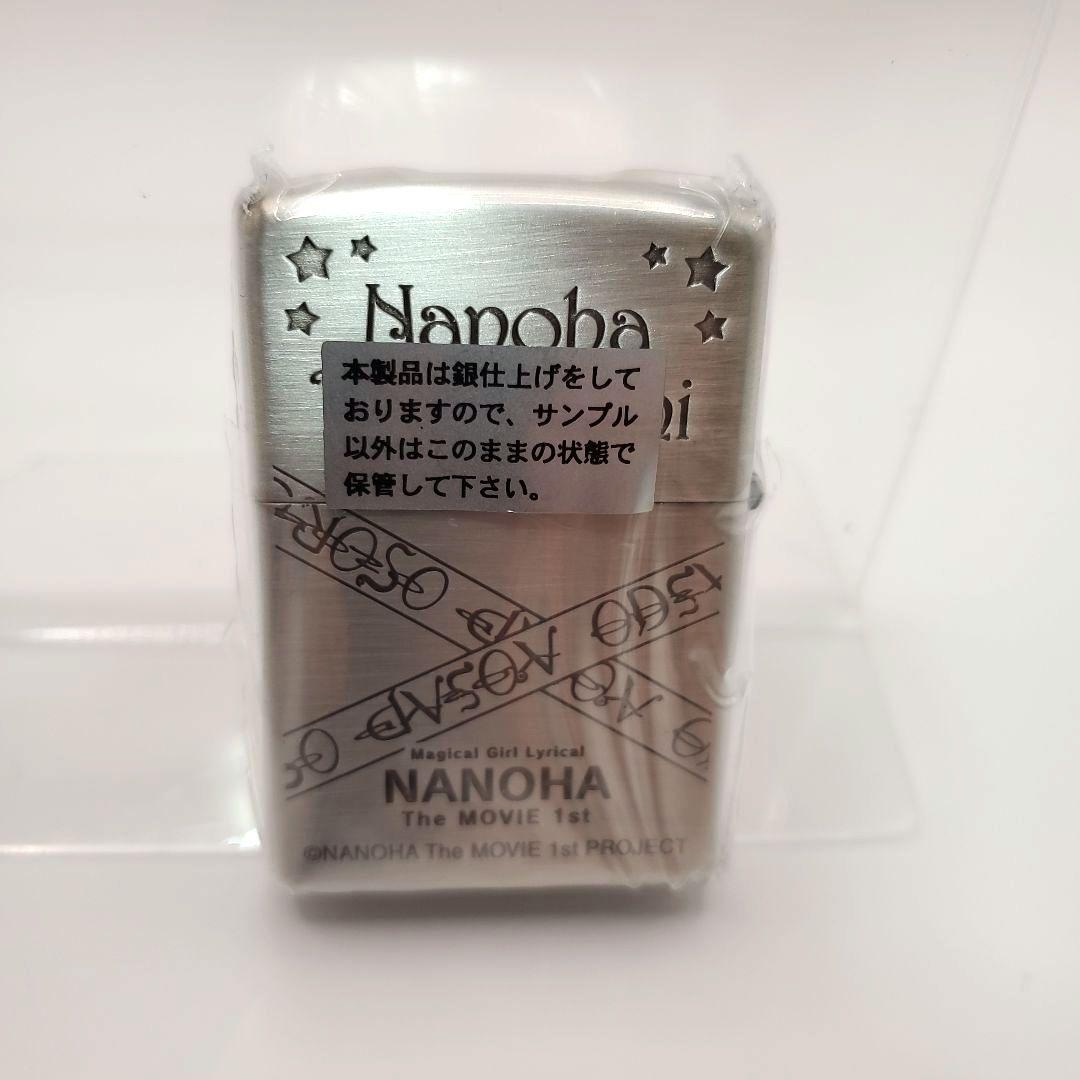 Nanoha
本製品は銀仕上げをして
おりますので、サンプル
以外はこのままの状態で
保管して下さい。
Magical Girl Lyrical
NANOHA
The MOVIE 1st
©NANOHA The MOVIE 1st PROJECT